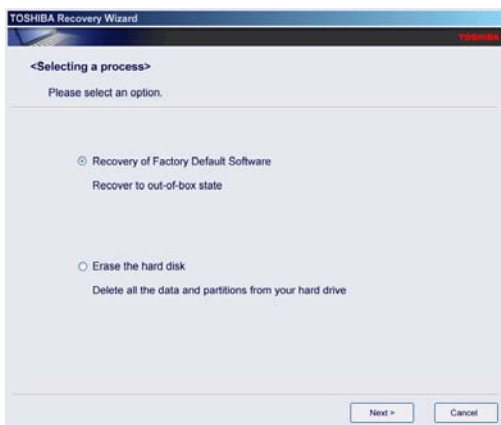 TOSHIBA Recovery Wizard
TOSHIBA
<Selecting a process>
Please select an option.
Recovery of Factory Default Software
Recover to out-of-box state
Erase the hard disk
Delete all the data and partitions from your hard drive
Next >
Cancel